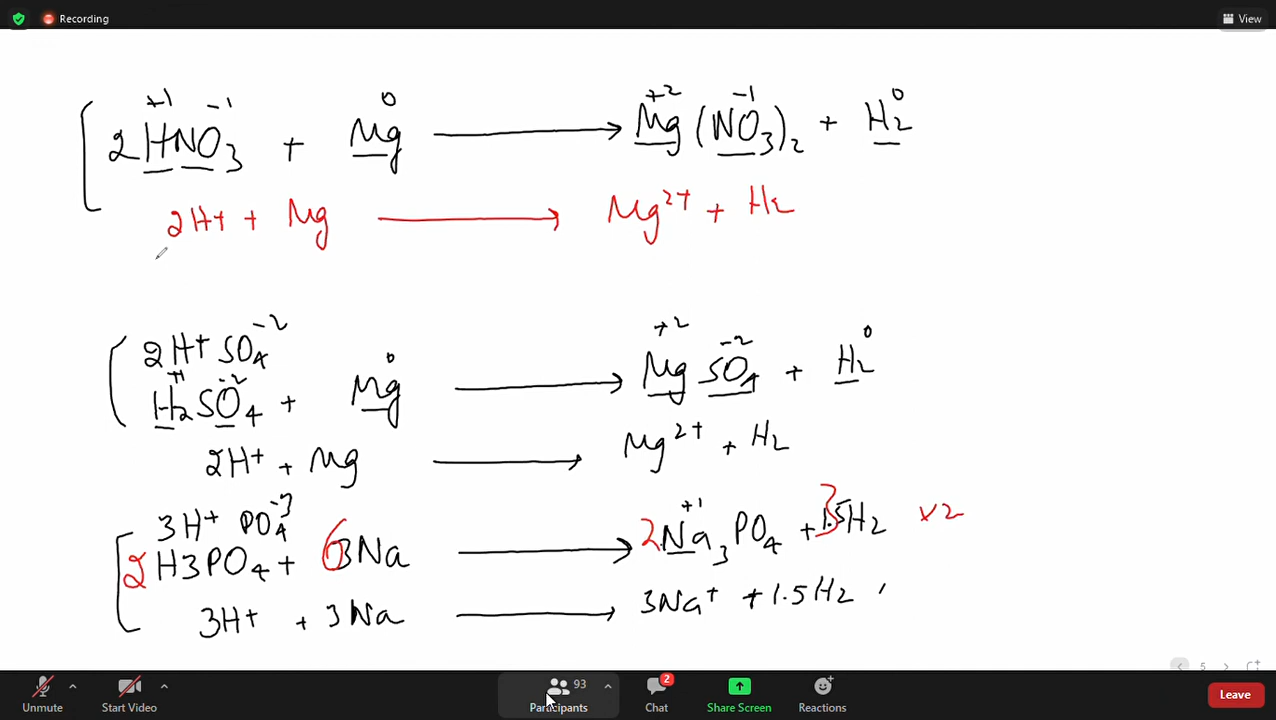 Recording
View
+1 -1 0 +2 -1 0
2HNO3 + Mg → Mg(NO3)2 + H2
2H+ + Mg → Mg2+ + H2
2H+ SO4-2
+1 -2 0 +2 -2 0
H2SO4 + Mg → MgSO4 + H2
2H+ + Mg → Mg2+ + H2
3H+ PO4-3
+1
2 H3PO4 + 6 3Na → 2Na3PO4 + 3 1.5H2 x2
3H+ + 3Na → 3Na+ + 1.5H2
5
93
2
Unmute Start Video Participants Chat Share Screen Reactions Leave